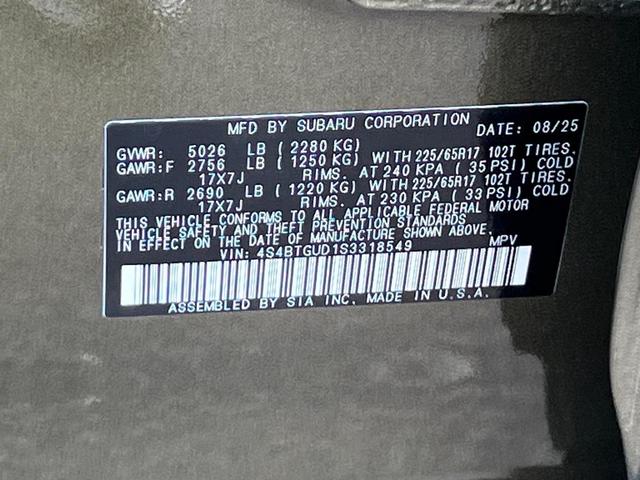 MFD BY SUBARU CORPORATION DATE: 08/25
GVWR: 5026 LB ( 2280 KG)
GAWR:F 2756 LB ( 1250 KG) WITH 225/65R17 102T TIRES.
17X7J RIMS. AT 240 KPA ( 35 PSI) COLD
GAWR:R 2690 LB ( 1220 KG) WITH 225/65R17 102T TIRES.
17X7J RIMS. AT 230 KPA ( 33 PSI) COLD
THIS VEHICLE CONFORMS TO ALL APPLICABLE FEDERAL MOTOR
VEHICLE SAFETY AND THEFT PREVENTION STANDARDS
IN EFFECT ON THE DATE OF MANUFACTURE SHOWN ABOVE.
VIN: 4S4BTGUD1S3318549 MPV
ASSEMBLED BY SIA INC. MADE IN U.S.A.